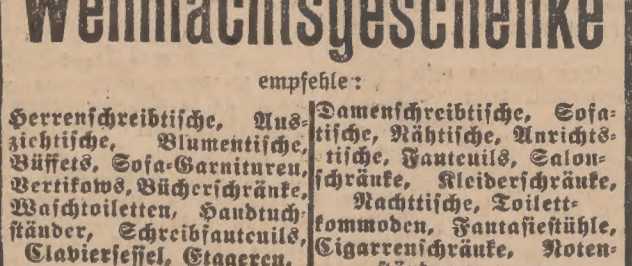 Weihnachtsgeschenke
empfehle:
Herrenschreibtische, Aus-
ziehtische, Blumentische,
Büffets, Sofa-Garnituren,
Vertikows, Bücherschränke,
Waschtoiletten, Handtuch-
ständer, Schreibfauteuils,
Claviersessel, Etageren,
Damenschreibtische, Sofa-
tische, Nähtische, Anrichts-
tische, Fauteuils, Salon-
schränke, Kleiderschränke,
Nachttische, Toilett-
kommoden, Fantasiestühle,
Cigarrenschränke, Noten-